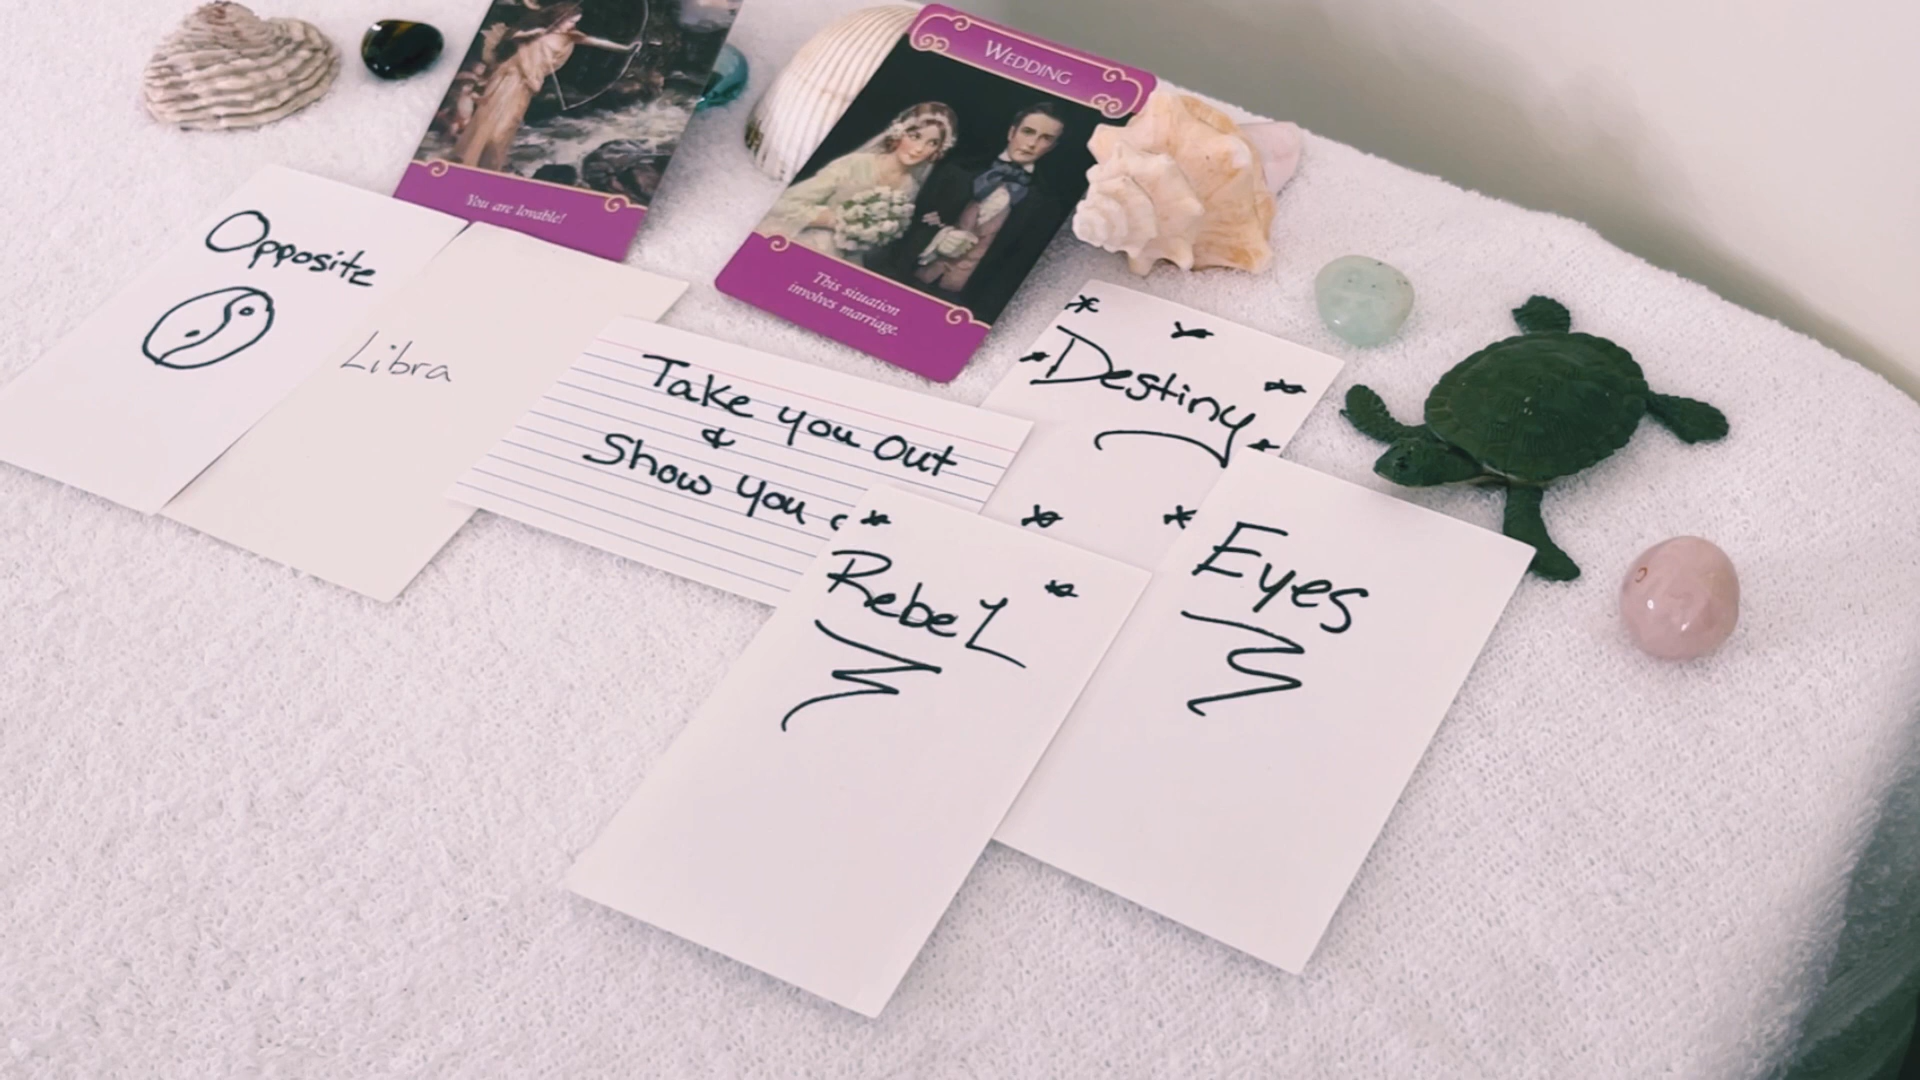 You are lovable!
WEDDING
This situation
involves marriage.
Opposite
Libra
Take you Out
&
Show you
Destiny
Rebel
Eyes